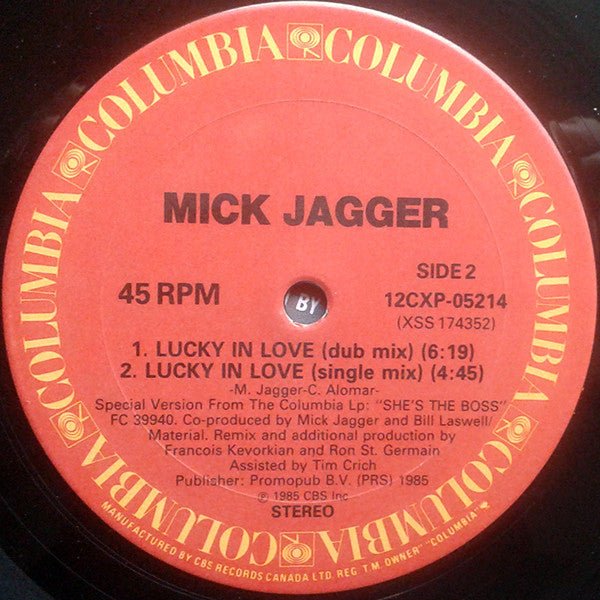 COLUMBIA COLUMBIA COLUMBIA COLUMBIA COLUMBIA COLUMBIA COLUMBIA COLUMBIA
MICK JAGGER
SIDE 2
45 RPM
12CXP-05214
(XSS 174352)
BY
1. LUCKY IN LOVE (dub mix) (6:19)
2. LUCKY IN LOVE (single mix) (4:45)
-M. Jagger-C. Alomar-
Special Version From The Columbia Lp: "SHE'S THE BOSS"
FC 39940. Co-produced by Mick Jagger and Bill Laswell/
Material. Remix and additional production by
Francois Kevorkian and Ron St. Germain
Assisted by Tim Crich
Publisher: Promopub B.V. (PRS) 1985
℗ 1985 CBS Inc
STEREO
MANUFACTURED BY CBS RECORDS CANADA LTD. REG. T.M. OWNER "COLUMBIA"